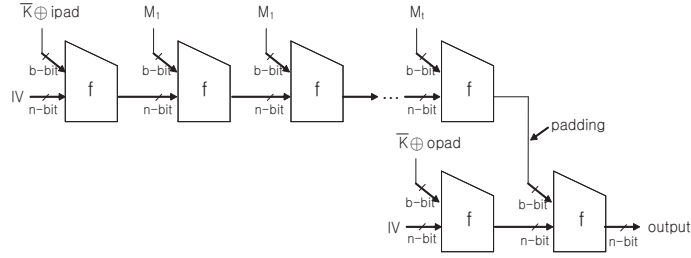 K̅ ⊕ ipad M₁ M₁ Mₜ
b-bit b-bit b-bit b-bit
IV f f f ... f
n-bit n-bit n-bit n-bit
padding
K̅ ⊕ opad
b-bit b-bit
IV f f output
n-bit n-bit n-bit